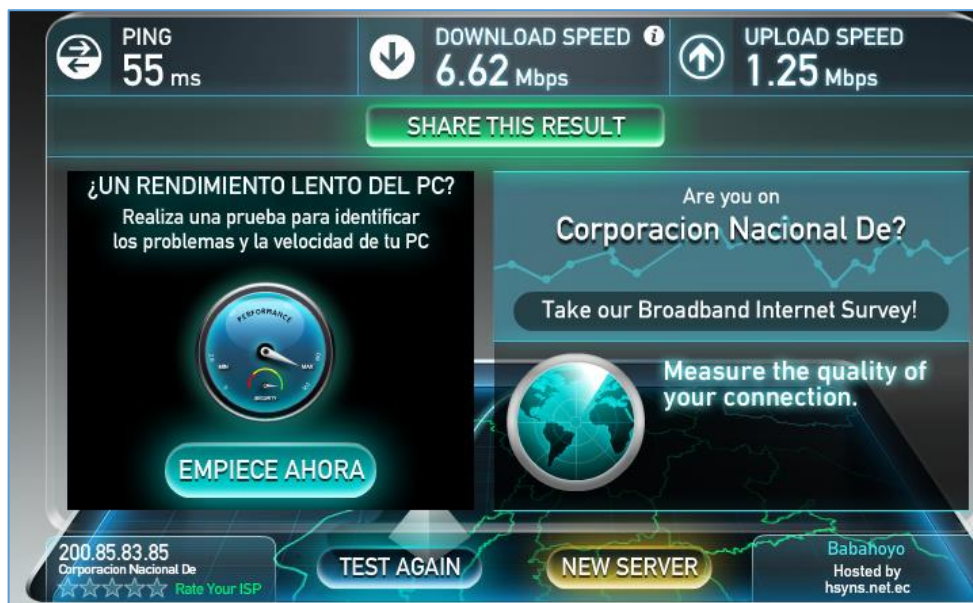 PING
55 ms
DOWNLOAD SPEED i
6.62 Mbps
UPLOAD SPEED
1.25 Mbps
SHARE THIS RESULT
¿UN RENDIMIENTO LENTO DEL PC?
Realiza una prueba para identificar
los problemas y la velocidad de tu PC
PERFORMANCE
MIN
MAX
SECURITY
EMPIECE AHORA
Are you on
Corporacion Nacional De?
Take our Broadband Internet Survey!
Measure the quality of
your connection.
200.85.83.85
Corporacion Nacional De
Rate Your ISP
TEST AGAIN
NEW SERVER
Babahoyo
Hosted by
hsyns.net.ec